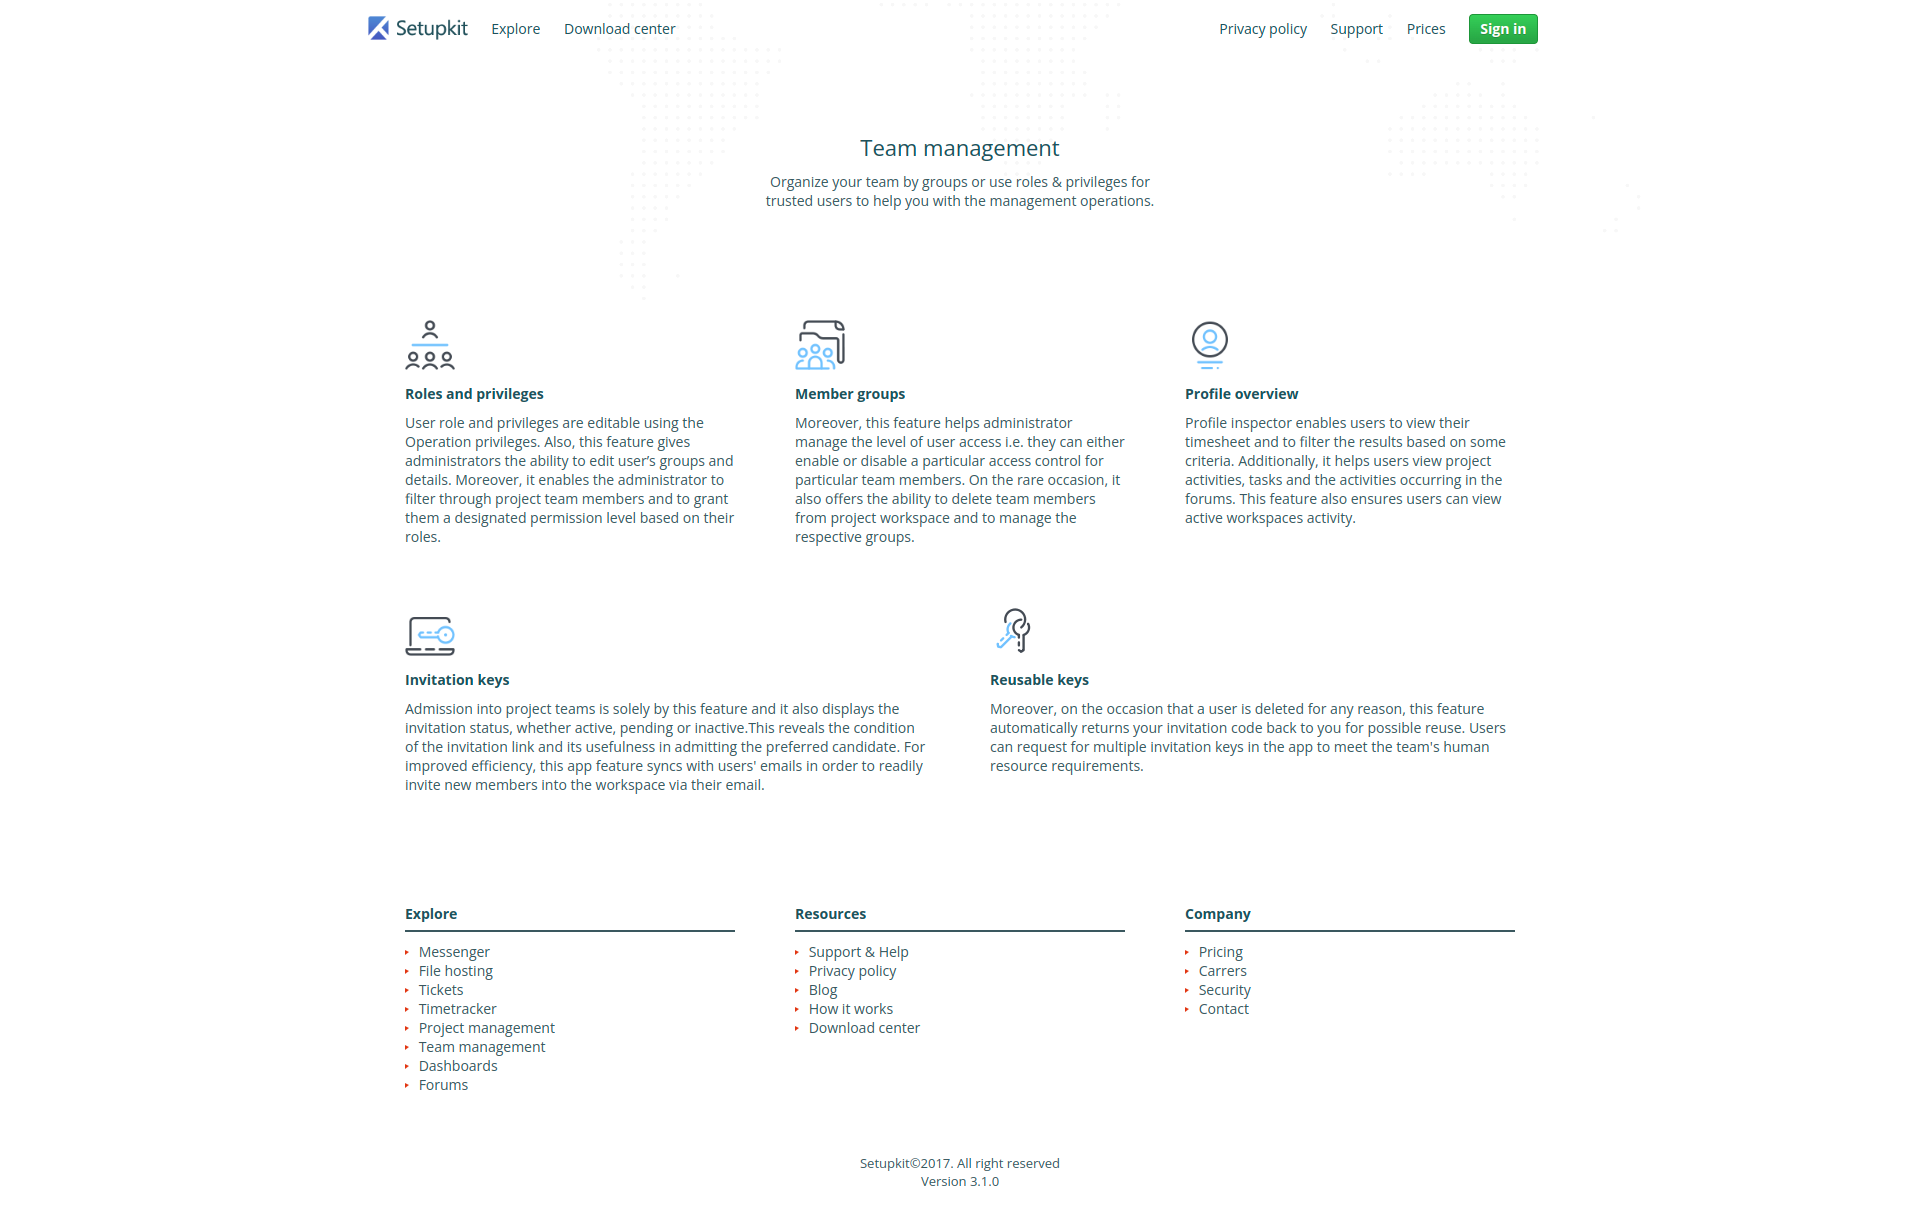 Setupkit
Explore
Download center
Privacy policy
Support
Prices
Sign in
Team management
Organize your team by groups or use roles & privileges for
trusted users to help you with the management operations.
Roles and privileges
User role and privileges are editable using the
Operation privileges. Also, this feature gives
administrators the ability to edit user’s groups and
details. Moreover, it enables the administrator to
filter through project team members and to grant
them a designated permission level based on their
roles.
Member groups
Moreover, this feature helps administrator
manage the level of user access i.e. they can either
enable or disable a particular access control for
particular team members. On the rare occasion, it
also offers the ability to delete team members
from project workspace and to manage the
respective groups.
Profile overview
Profile inspector enables users to view their
timesheet and to filter the results based on some
criteria. Additionally, it helps users view project
activities, tasks and the activities occurring in the
forums. This feature also ensures users can view
active workspaces activity.
Invitation keys
Admission into project teams is solely by this feature and it also displays the
invitation status, whether active, pending or inactive.This reveals the condition
of the invitation link and its usefulness in admitting the preferred candidate. For
improved efficiency, this app feature syncs with users' emails in order to readily
invite new members into the workspace via their email.
Reusable keys
Moreover, on the occasion that a user is deleted for any reason, this feature
automatically returns your invitation code back to you for possible reuse. Users
can request for multiple invitation keys in the app to meet the team's human
resource requirements.
Explore
Messenger
File hosting
Tickets
Timetracker
Project management
Team management
Dashboards
Forums
Resources
Support & Help
Privacy policy
Blog
How it works
Download center
Company
Pricing
Carrers
Security
Contact
Setupkit©2017. All right reserved
Version 3.1.0